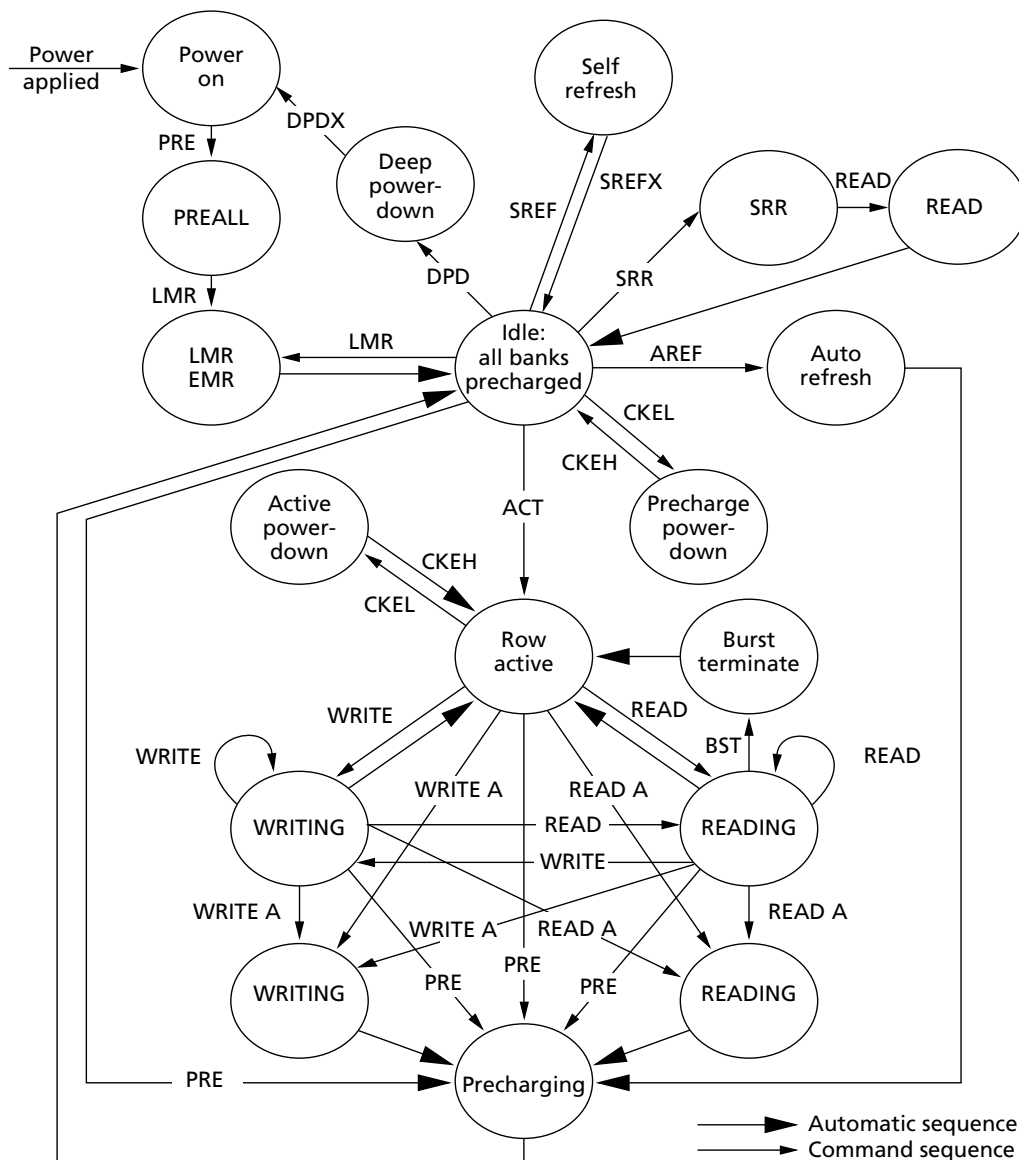 Power
applied
Power
on
Self
refresh
DPDX
PRE
Deep
power-
down
READ
SREFX
PREALL
SREF
SRR
READ
DPD
SRR
LMR
Idle:
all banks
precharged
LMR
EMR
LMR
AREF
Auto
refresh
CKEL
CKEH
Active
power-
down
ACT
Precharge
power-
down
CKEH
CKEL
Row
active
Burst
terminate
WRITE
READ
BST
WRITE
READ
WRITE A
READ A
WRITING
READ
READING
WRITE
WRITE A
WRITE A
READ A
READ A
PRE
PRE
PRE
WRITING
READING
PRE
Precharging
Automatic sequence
Command sequence